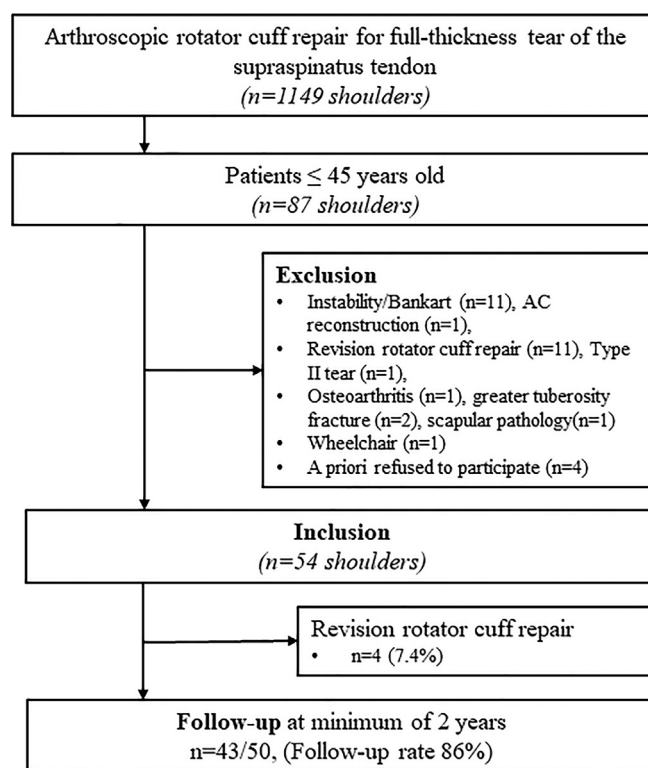 Arthroscopic rotator cuff repair for full-thickness tear of the
supraspinatus tendon
(n=1149 shoulders)
Patients ≤ 45 years old
(n=87 shoulders)
Exclusion
• Instability/Bankart (n=11), AC
reconstruction (n=1),
• Revision rotator cuff repair (n=11), Type
II tear (n=1),
• Osteoarthritis (n=1), greater tuberosity
fracture (n=2), scapular pathology(n=1)
• Wheelchair (n=1)
• A priori refused to participate (n=4)
Inclusion
(n=54 shoulders)
Revision rotator cuff repair
• n=4 (7.4%)
Follow-up at minimum of 2 years
n=43/50, (Follow-up rate 86%)